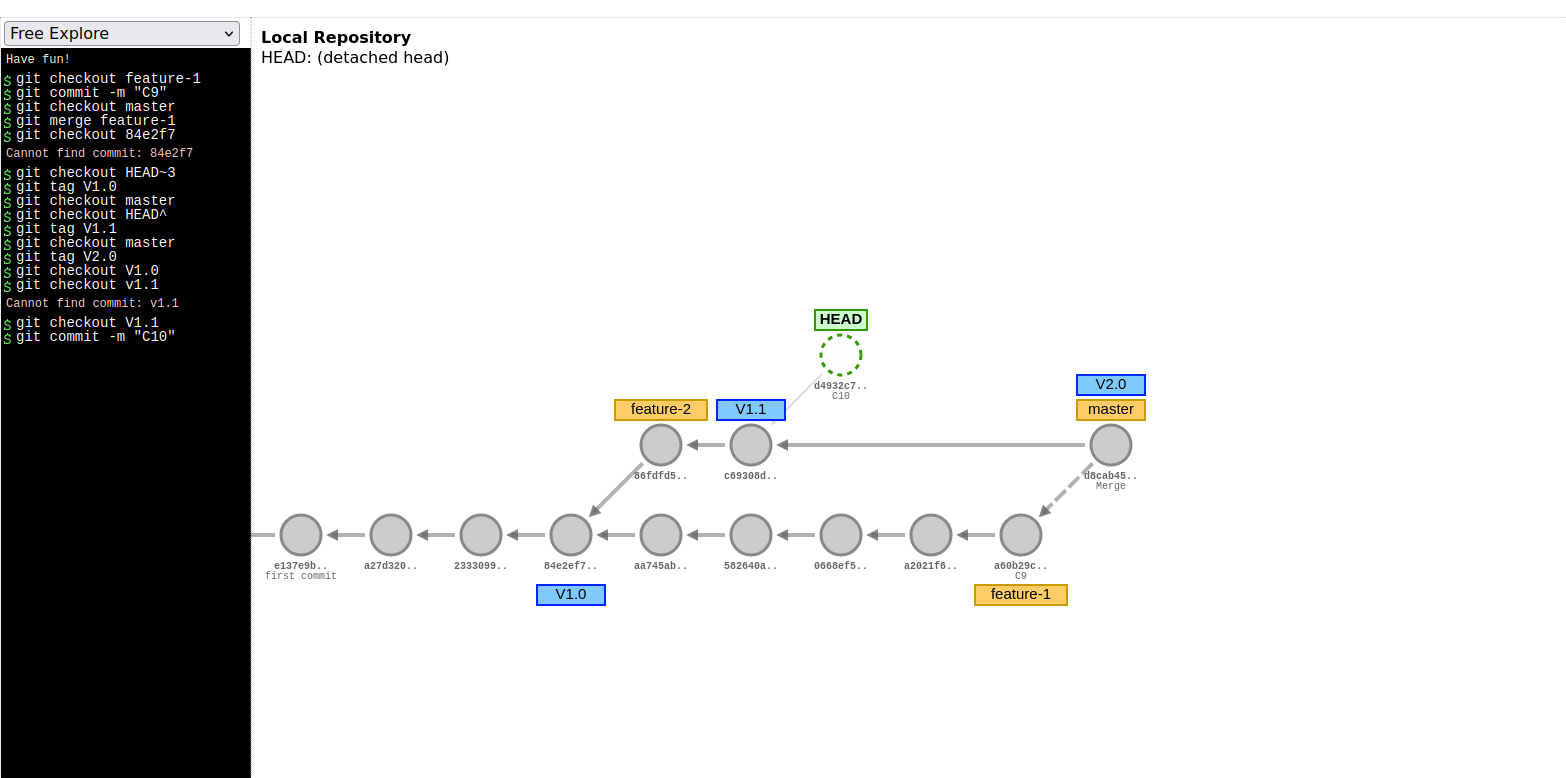 Free Explore
Have fun!
$ git checkout feature-1
$ git commit -m "C9"
$ git checkout master
$ git merge feature-1
$ git checkout 84e2f7
Cannot find commit: 84e2f7
$ git checkout HEAD~3
$ git tag V1.0
$ git checkout master
$ git checkout HEAD^
$ git tag V1.1
$ git checkout master
$ git tag V2.0
$ git checkout V1.0
$ git checkout v1.1
Cannot find commit: v1.1
$ git checkout V1.1
$ git commit -m "C10"
Local Repository
HEAD: (detached head)
HEAD
d4932c7..
C10
V2.0
feature-2 V1.1 master
86fdfd5.. c69308d.. d8cab45..
Merge
e137e9b.. a27d320.. 2333099.. 84e2ef7.. aa745ab.. 582640a.. 0668ef5.. a2021f6.. a60b29c..
first commit C9
V1.0 feature-1